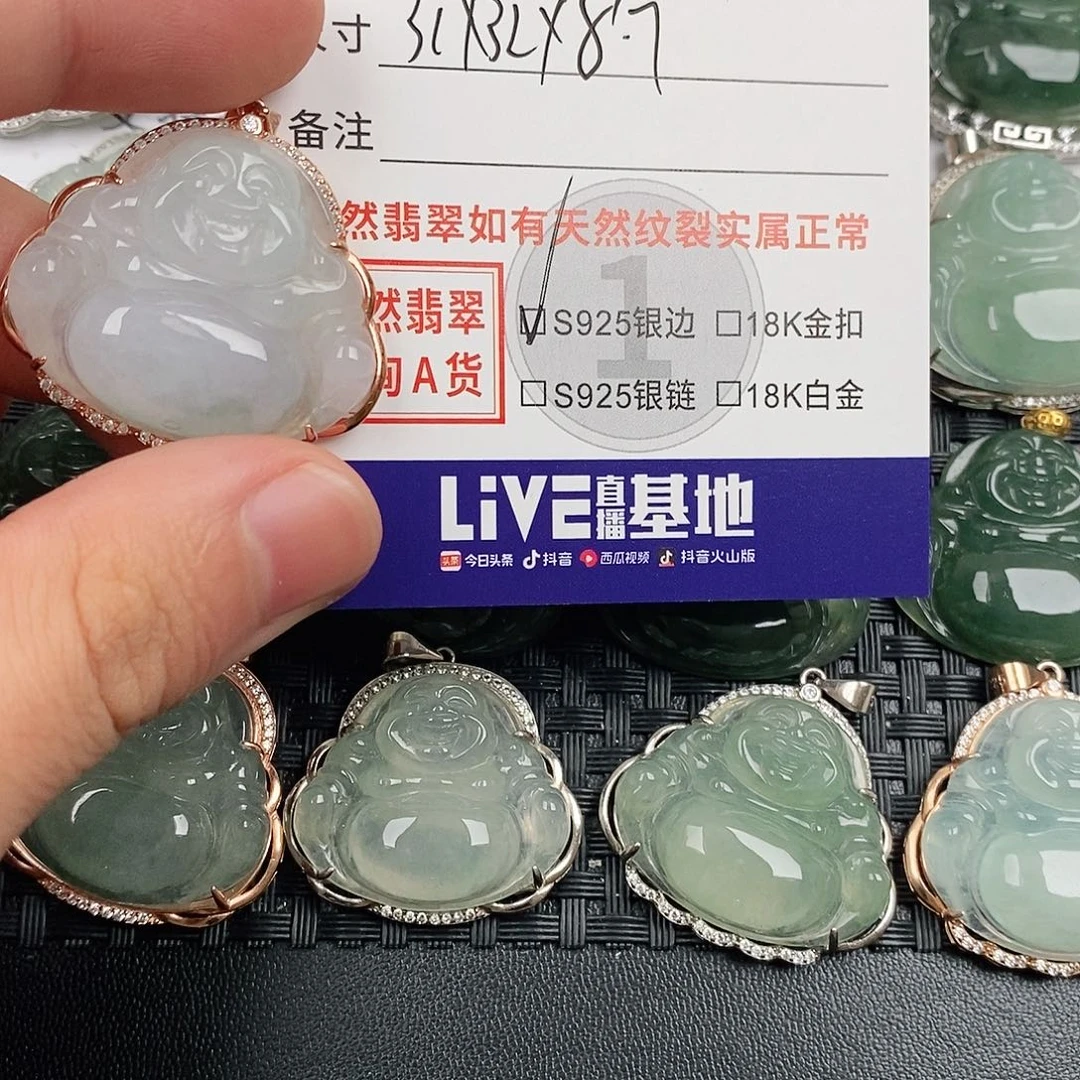 寸 31X32X8.7
备注
然翡翠如有天然纹裂实属正常
1
然翡翠
A货
☑S925银边 □18K金扣
□S925银链 □18K白金
LiVE直播基地
头条 今日头条 抖音 西瓜视频 抖音火山版